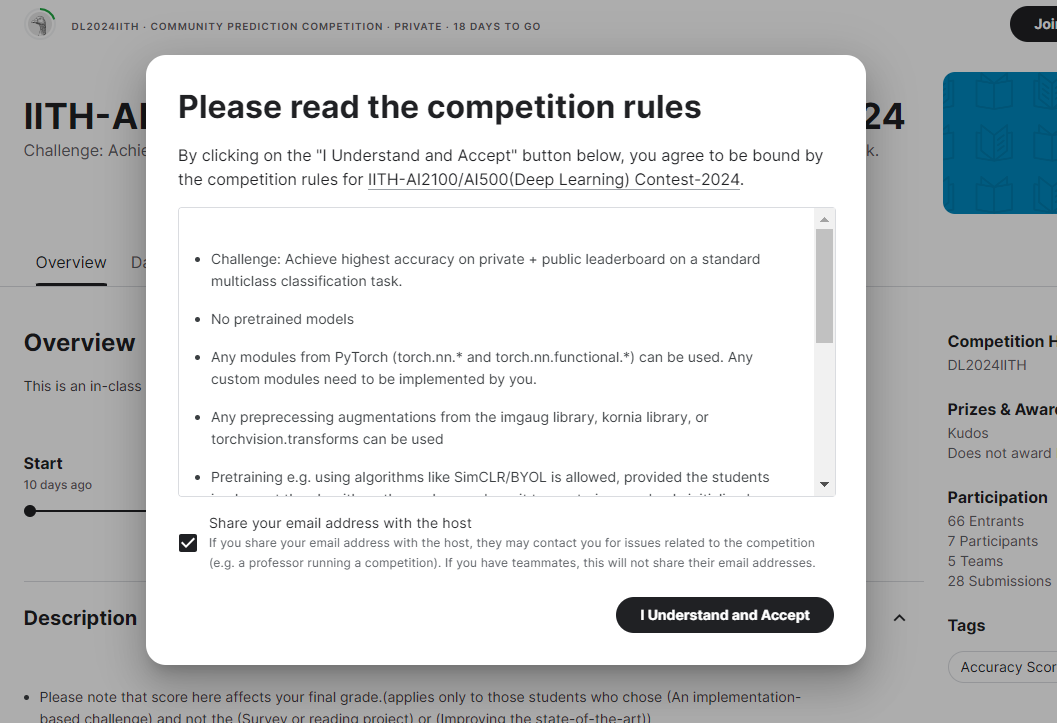 DL2024IITH · COMMUNITY PREDICTION COMPETITION · PRIVATE · 18 DAYS TO GO
Joi
IITH-AI
24
Challenge: Achie
k.
Overview
Da
Overview
This is an in-class
Start
10 days ago
Description
Please note that score here affects your final grade.(applies only to those students who chose (An implementation-
based challenge) and not the (Survey or reading project) or (Improving the state-of-the-art))
Please read the competition rules
By clicking on the "I Understand and Accept" button below, you agree to be bound by
the competition rules for IITH-AI2100/AI500(Deep Learning) Contest-2024.
Challenge: Achieve highest accuracy on private + public leaderboard on a standard
multiclass classification task.
No pretrained models
Any modules from PyTorch (torch.nn.* and torch.nn.functional.*) can be used. Any
custom modules need to be implemented by you.
Any preprecessing augmentations from the imgaug library, kornia library, or
torchvision.transforms can be used
Pretraining e.g. using algorithms like SimCLR/BYOL is allowed, provided the students
Share your email address with the host
If you share your email address with the host, they may contact you for issues related to the competition
(e.g. a professor running a competition). If you have teammates, this will not share their email addresses.
I Understand and Accept
Competition H
DL2024IITH
Prizes & Awar
Kudos
Does not award
Participation
66 Entrants
7 Participants
5 Teams
28 Submissions
Tags
Accuracy Scor